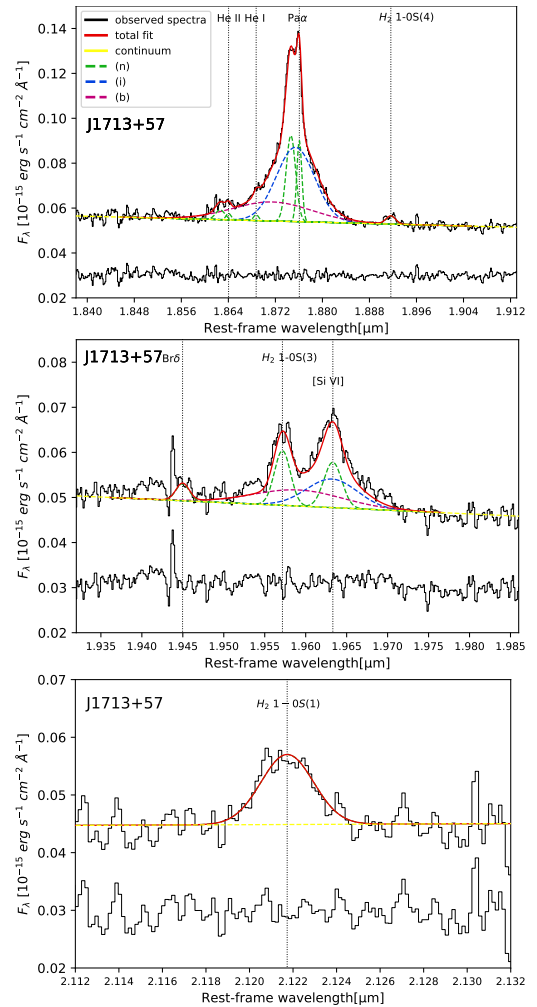 observed spectra
total fit
continuum
(n)
(i)
(b)
He II He I Paα H₂ 1-0S(4)
J1713+57
0.14
0.12
0.10
0.08
0.06
0.04
0.02
F_λ [10⁻¹⁵ erg s⁻¹ cm⁻² Å⁻¹]
1.840 1.848 1.856 1.864 1.872 1.880 1.888 1.896 1.904 1.912
Rest-frame wavelength[μm]
J1713+57 Brδ H₂ 1-0S(3)
[Si VI]
0.08
0.07
0.06
0.05
0.04
0.03
0.02
F_λ [10⁻¹⁵ erg s⁻¹ cm⁻² Å⁻¹]
1.935 1.940 1.945 1.950 1.955 1.960 1.965 1.970 1.975 1.980 1.985
Rest-frame wavelength[μm]
J1713+57 H₂ 1−0S(1)
0.07
0.06
0.05
0.04
0.03
0.02
F_λ [10⁻¹⁵ erg s⁻¹ cm⁻² Å⁻¹]
2.112 2.114 2.116 2.118 2.120 2.122 2.124 2.126 2.128 2.130 2.132
Rest-frame wavelength[μm]